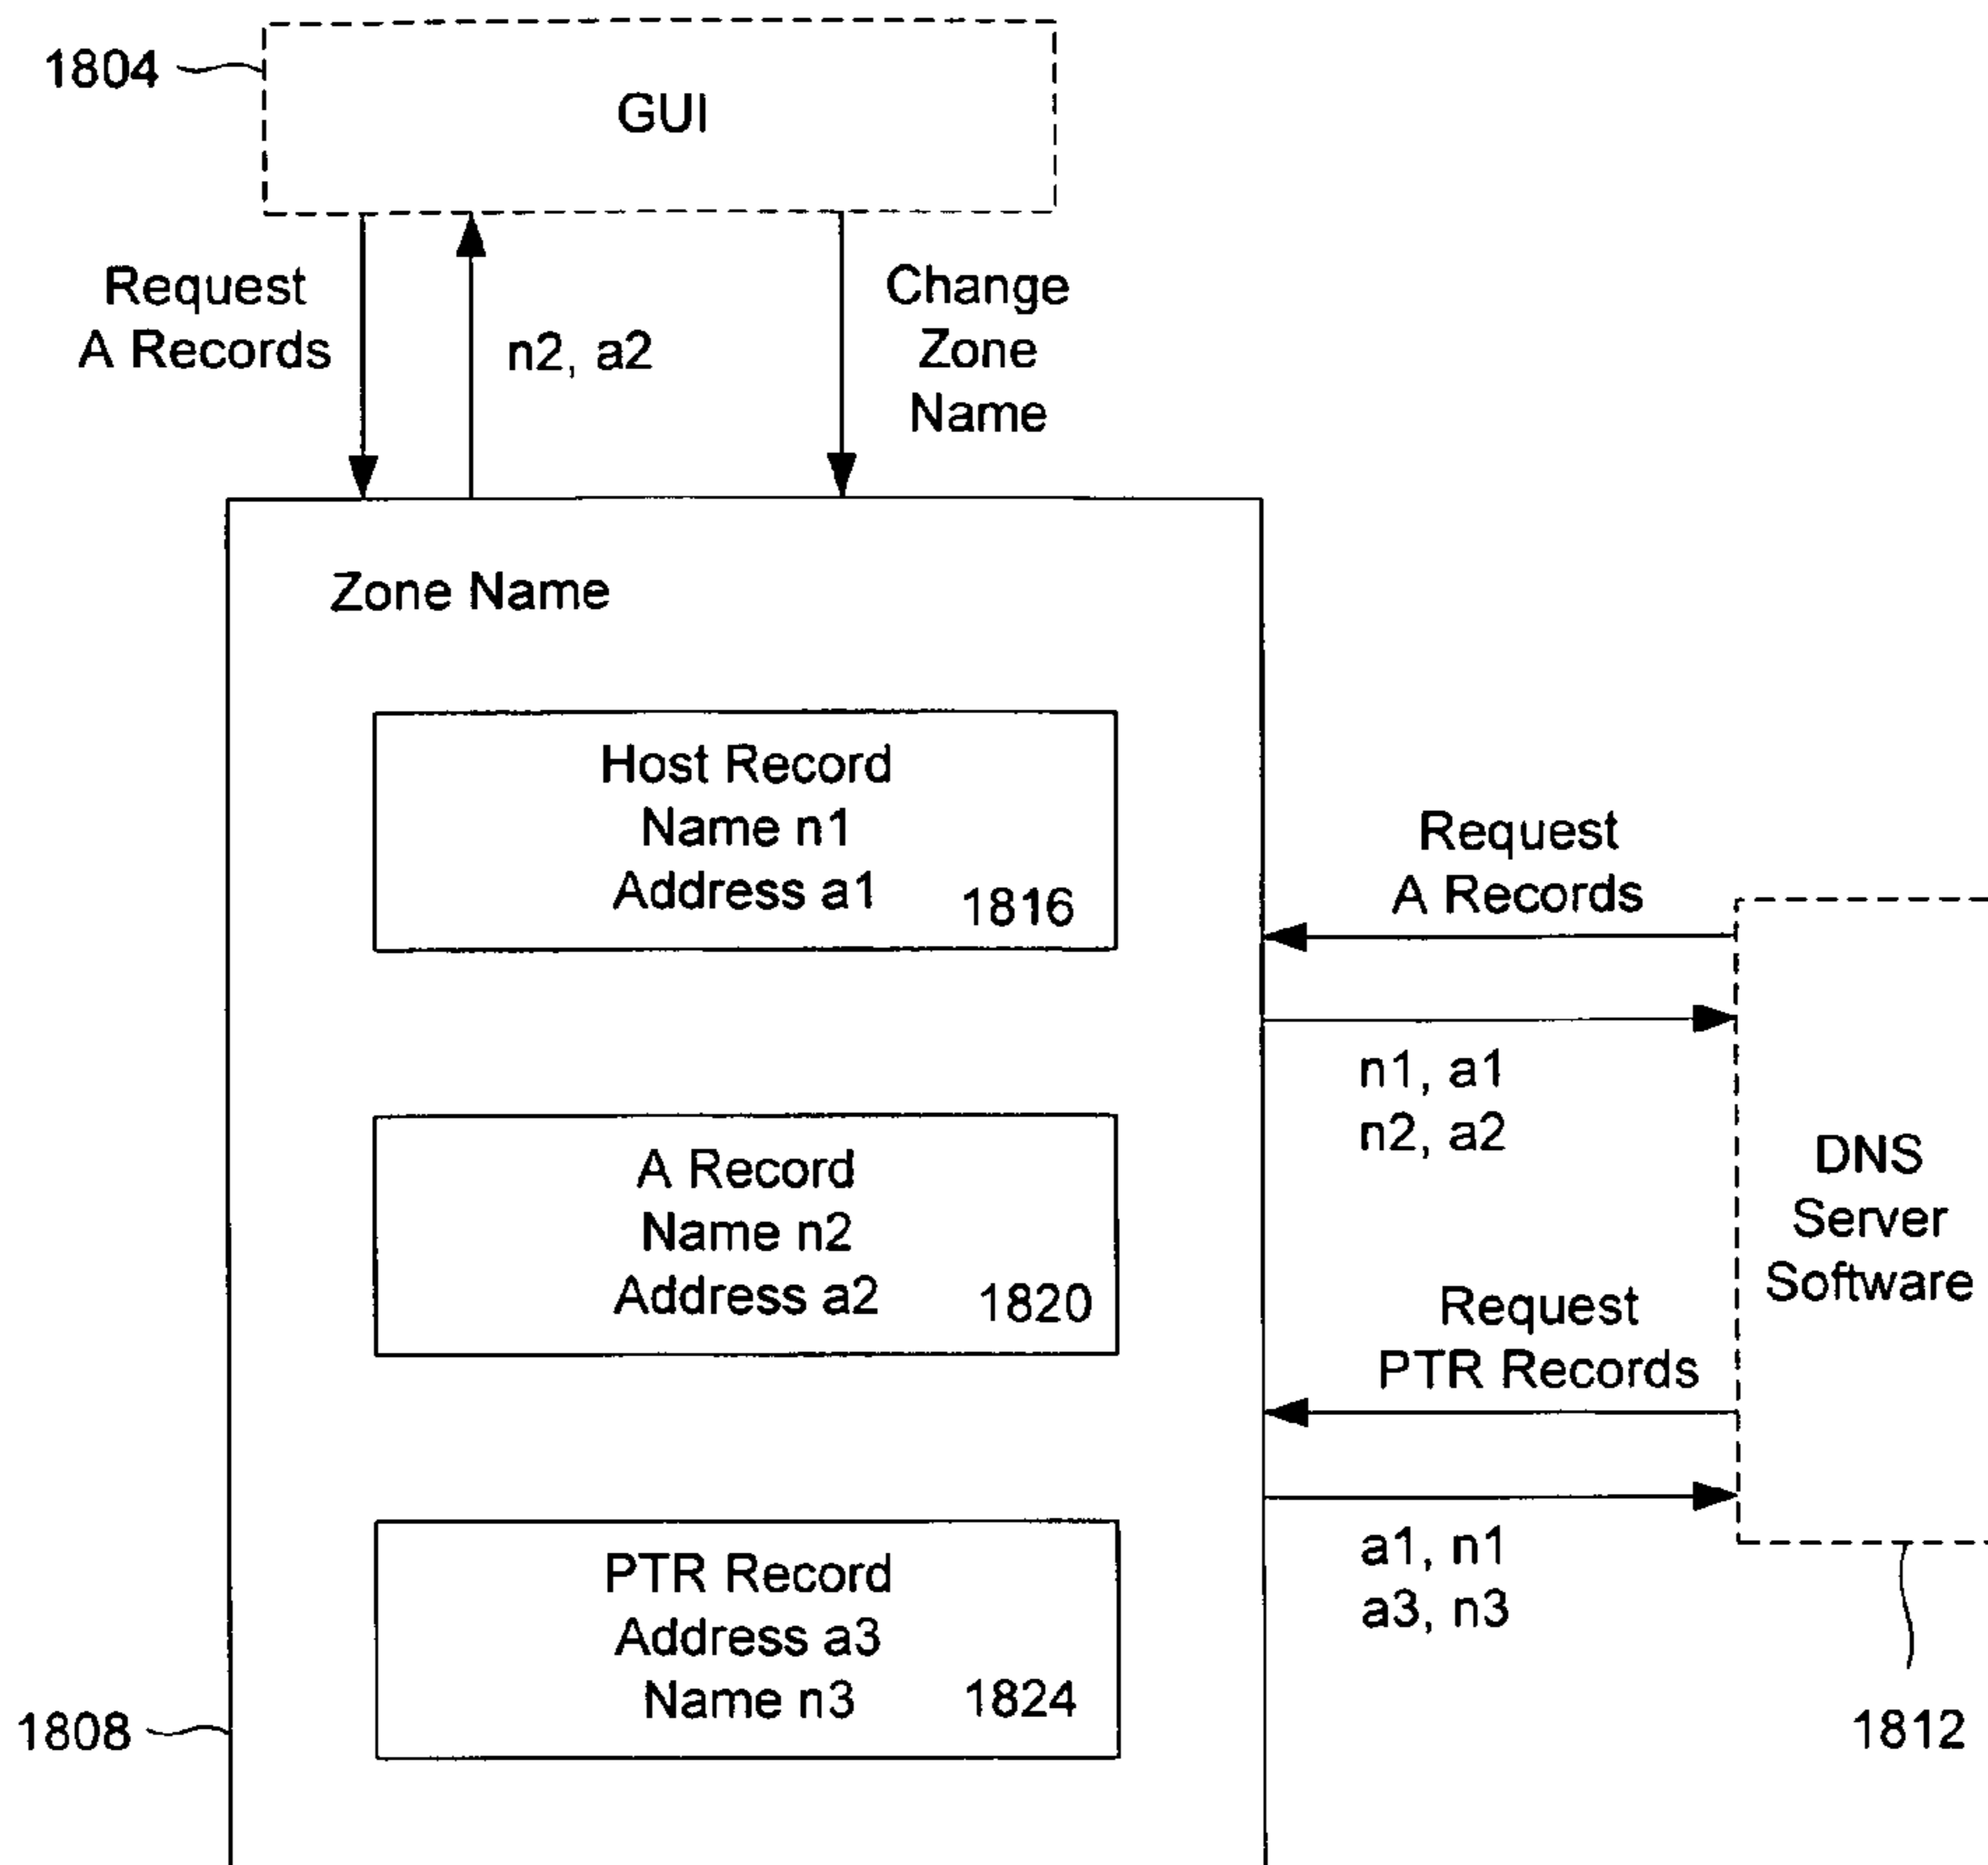 1804
GUI
Request
A Records
n2, a2
Change
Zone
Name
Zone Name
Host Record
Name n1
Address a1
1816
Request
A Records
n1, a1
n2, a2
A Record
Name n2
Address a2
1820
DNS
Server
Software
Request
PTR Records
a1, n1
a3, n3
PTR Record
Address a3
Name n3
1824
1808
1812